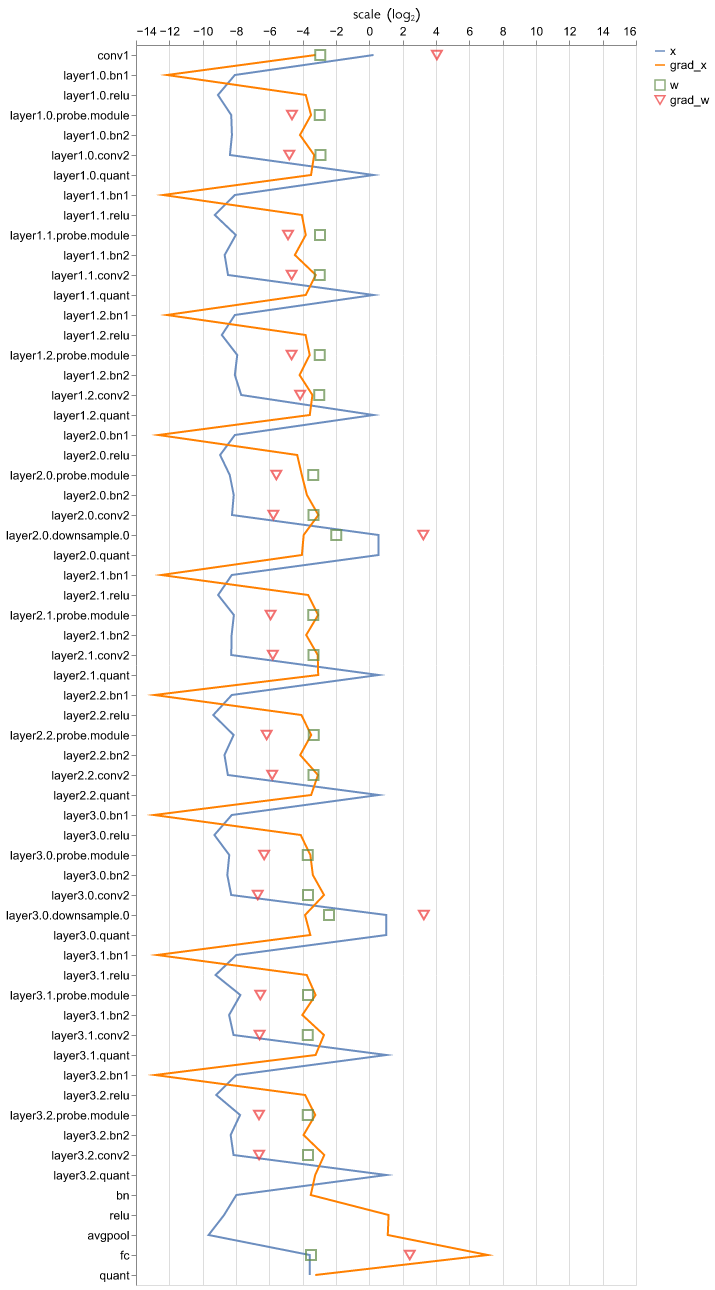 scale (log₂)
−14 −12 −10 −8 −6 −4 −2 0 2 4 6 8 10 12 14 16
x
grad_x
w
grad_w
conv1
layer1.0.bn1
layer1.0.relu
layer1.0.probe.module
layer1.0.bn2
layer1.0.conv2
layer1.0.quant
layer1.1.bn1
layer1.1.relu
layer1.1.probe.module
layer1.1.bn2
layer1.1.conv2
layer1.1.quant
layer1.2.bn1
layer1.2.relu
layer1.2.probe.module
layer1.2.bn2
layer1.2.conv2
layer1.2.quant
layer2.0.bn1
layer2.0.relu
layer2.0.probe.module
layer2.0.bn2
layer2.0.conv2
layer2.0.downsample.0
layer2.0.quant
layer2.1.bn1
layer2.1.relu
layer2.1.probe.module
layer2.1.bn2
layer2.1.conv2
layer2.1.quant
layer2.2.bn1
layer2.2.relu
layer2.2.probe.module
layer2.2.bn2
layer2.2.conv2
layer2.2.quant
layer3.0.bn1
layer3.0.relu
layer3.0.probe.module
layer3.0.bn2
layer3.0.conv2
layer3.0.downsample.0
layer3.0.quant
layer3.1.bn1
layer3.1.relu
layer3.1.probe.module
layer3.1.bn2
layer3.1.conv2
layer3.1.quant
layer3.2.bn1
layer3.2.relu
layer3.2.probe.module
layer3.2.bn2
layer3.2.conv2
layer3.2.quant
bn
relu
avgpool
fc
quant